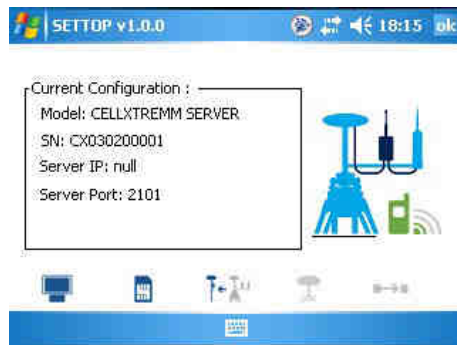 SETTOP v1.0.0
18:15
ok
Current Configuration :
Model: CELLXTREMM SERVER
SN: CX030200001
Server IP: null
Server Port: 2101